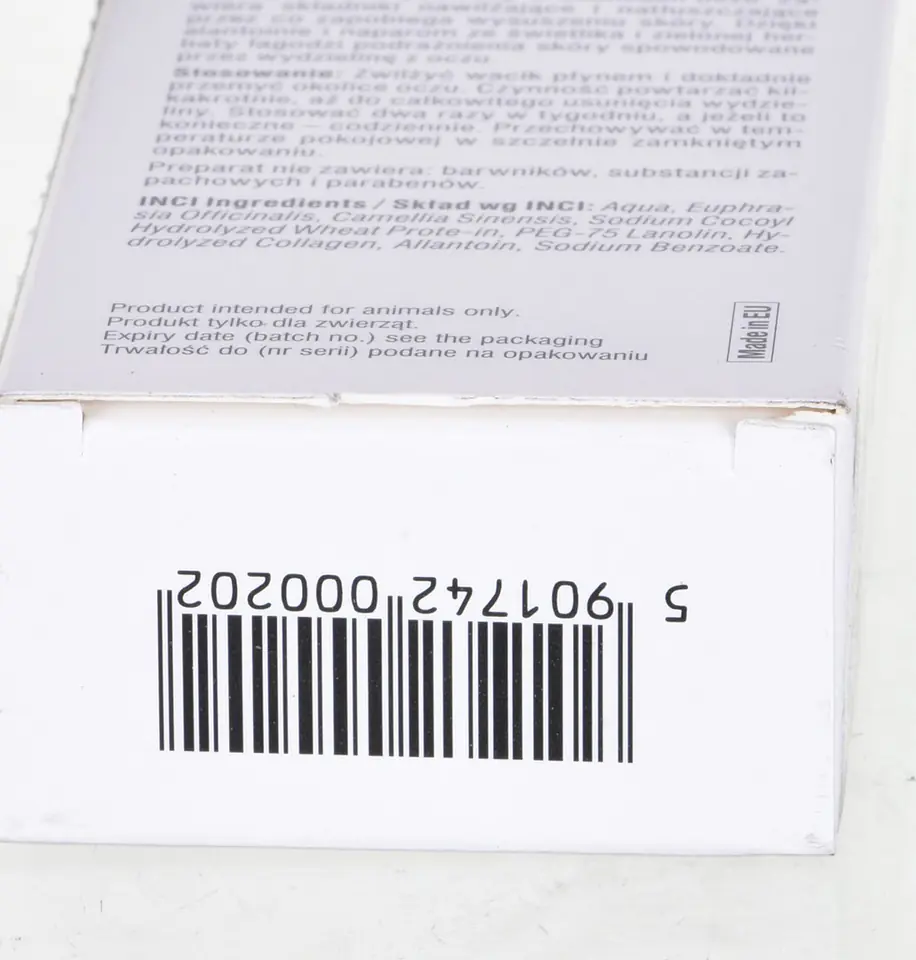 wiera składniki nawilżające i natłuszczające
przez co zapobiega wysuszeniu skóry. Dzięki
alantoinie i naparom ze świetlika i zielonej her-
baty łagodzi podrażnienia skóry spowodowane
przez wydzielinę z oczu.
Stosowanie: Zwilżyć wacik płynem i dokładnie
przemyć okolice oczu. Czynność powtarzać kil-
kakrotnie, aż do całkowitego usunięcia wydzie-
liny. Stosować dwa razy w tygodniu, a jeżeli to
konieczne – codziennie. Przechowywać w tem-
peraturze pokojowej w szczelnie zamkniętym
opakowaniu.
Preparat nie zawiera: barwników, substancji za-
pachowych i parabenów.
INCI Ingredients / Skład wg INCI: Aqua, Euphra-
sia Officinalis, Camellia Sinensis, Sodium Cocoyl
Hydrolyzed Wheat Prote-in, PEG-75 Lanolin, Hy-
drolyzed Collagen, Allantoin, Sodium Benzoate.
Product intended for animals only.
Produkt tylko dla zwierząt.
Expiry date (batch no.) see the packaging
Trwałość do (nr serii) podane na opakowaniu
Made in EU
5 901742 000202